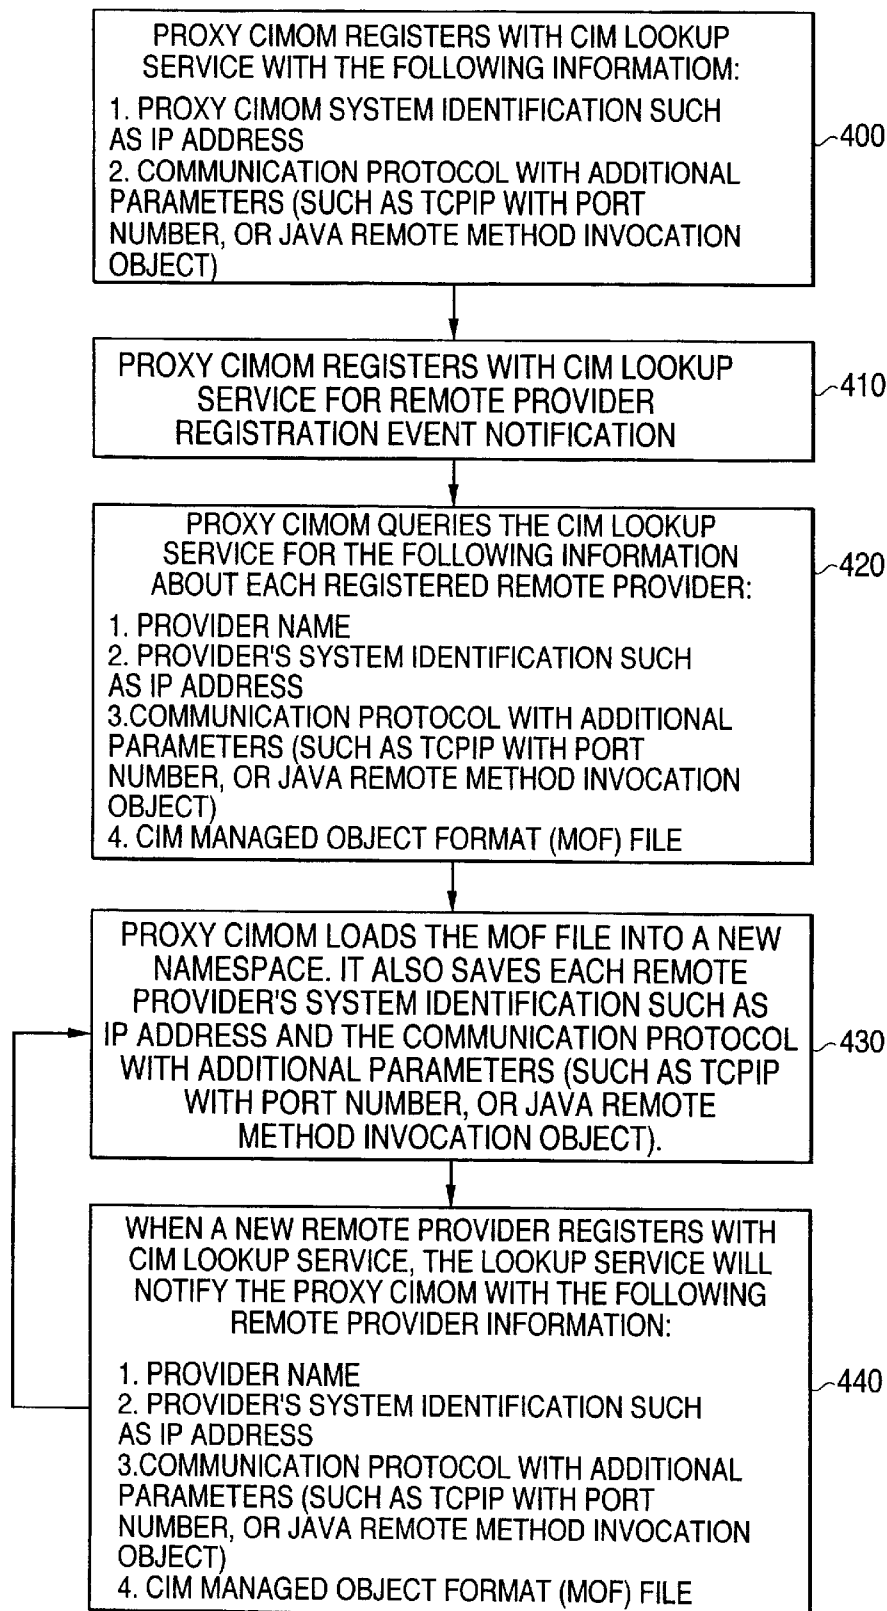 PROXY CIMOM REGISTERS WITH CIM LOOKUP
SERVICE WITH THE FOLLOWING INFORMATIOM:
1. PROXY CIMOM SYSTEM IDENTIFICATION SUCH
AS IP ADDRESS
2. COMMUNICATION PROTOCOL WITH ADDITIONAL
PARAMETERS (SUCH AS TCPIP WITH PORT
NUMBER, OR JAVA REMOTE METHOD INVOCATION
OBJECT)
400
PROXY CIMOM REGISTERS WITH CIM LOOKUP
SERVICE FOR REMOTE PROVIDER
REGISTRATION EVENT NOTIFICATION
410
PROXY CIMOM QUERIES THE CIM LOOKUP
SERVICE FOR THE FOLLOWING INFORMATION
ABOUT EACH REGISTERED REMOTE PROVIDER:
1. PROVIDER NAME
2. PROVIDER'S SYSTEM IDENTIFICATION SUCH
AS IP ADDRESS
3.COMMUNICATION PROTOCOL WITH ADDITIONAL
PARAMETERS (SUCH AS TCPIP WITH PORT
NUMBER, OR JAVA REMOTE METHOD INVOCATION
OBJECT)
4. CIM MANAGED OBJECT FORMAT (MOF) FILE
420
PROXY CIMOM LOADS THE MOF FILE INTO A NEW
NAMESPACE. IT ALSO SAVES EACH REMOTE
PROVIDER'S SYSTEM IDENTIFICATION SUCH AS
IP ADDRESS AND THE COMMUNICATION PROTOCOL
WITH ADDITIONAL PARAMETERS (SUCH AS TCPIP
WITH PORT NUMBER, OR JAVA REMOTE
METHOD INVOCATION OBJECT).
430
WHEN A NEW REMOTE PROVIDER REGISTERS WITH
CIM LOOKUP SERVICE, THE LOOKUP SERVICE WILL
NOTIFY THE PROXY CIMOM WITH THE FOLLOWING
REMOTE PROVIDER INFORMATION:
1. PROVIDER NAME
2. PROVIDER'S SYSTEM IDENTIFICATION SUCH
AS IP ADDRESS
3.COMMUNICATION PROTOCOL WITH ADDITIONAL
PARAMETERS (SUCH AS TCPIP WITH PORT
NUMBER, OR JAVA REMOTE METHOD INVOCATION
OBJECT)
4. CIM MANAGED OBJECT FORMAT (MOF) FILE
440